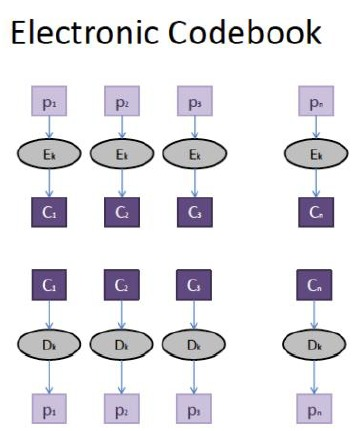 Electronic Codebook
p₁ p₂ p₃ pₙ
Eₖ Eₖ Eₖ Eₖ
C₁ C₂ C₃ Cₙ
C₁ C₂ C₃ Cₙ
Dₖ Dₖ Dₖ Dₖ
p₁ p₂ p₃ pₙ